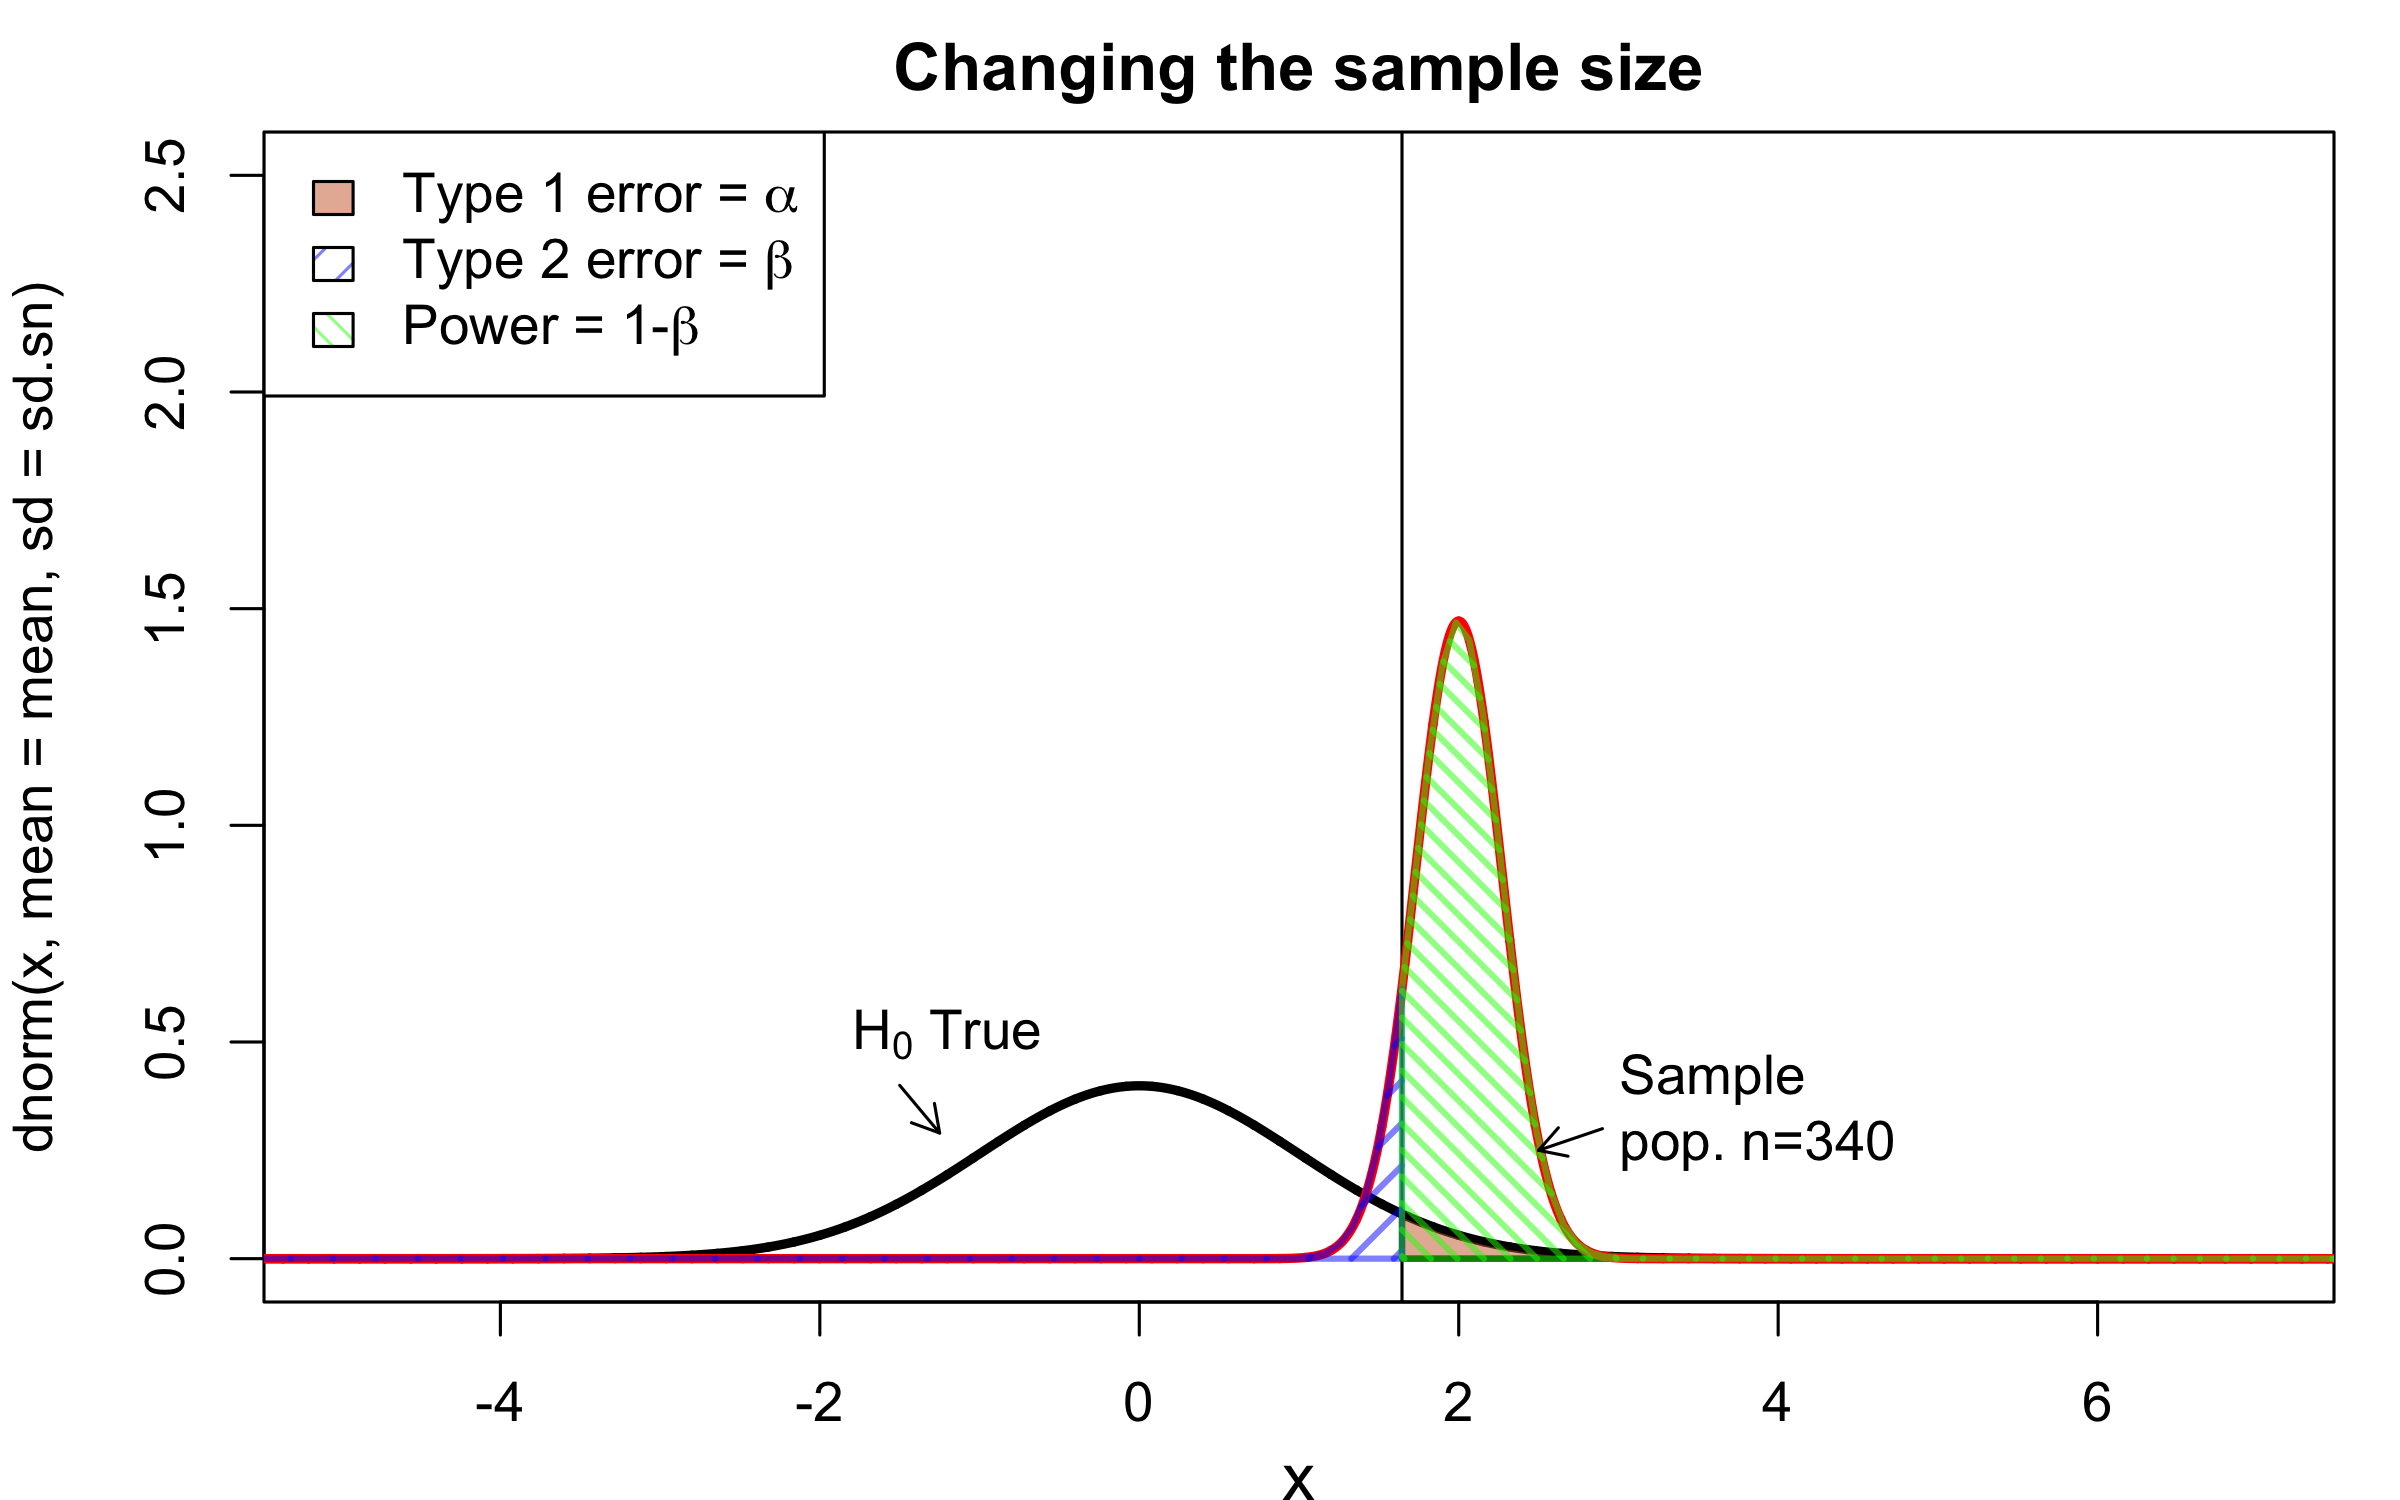 Changing the sample size
Type 1 error = α
Type 2 error = β
Power = 1-β
dnorm(x, mean = mean, sd = sd.sn)
2.5
2.0
1.5
1.0
0.5
0.0
H₀ True
Sample
pop. n=340
-4
-2
0
2
4
6
x